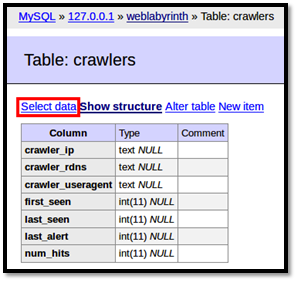 MySQL » 127.0.0.1 » weblabyrinth » Table: crawlers
Table: crawlers
Select data Show structure Alter table New item
Column Type Comment
crawler_ip text NULL
crawler_rdns text NULL
crawler_useragent text NULL
first_seen int(11) NULL
last_seen int(11) NULL
last_alert int(11) NULL
num_hits int(11) NULL